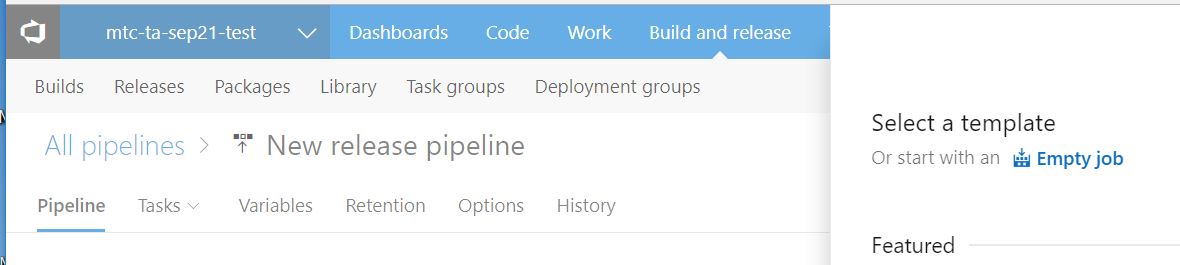 mtc-ta-sep21-test Dashboards Code Work Build and release
Builds Releases Packages Library Task groups Deployment groups
All pipelines > New release pipeline
Pipeline Tasks Variables Retention Options History
Select a template
Or start with an Empty job
Featured